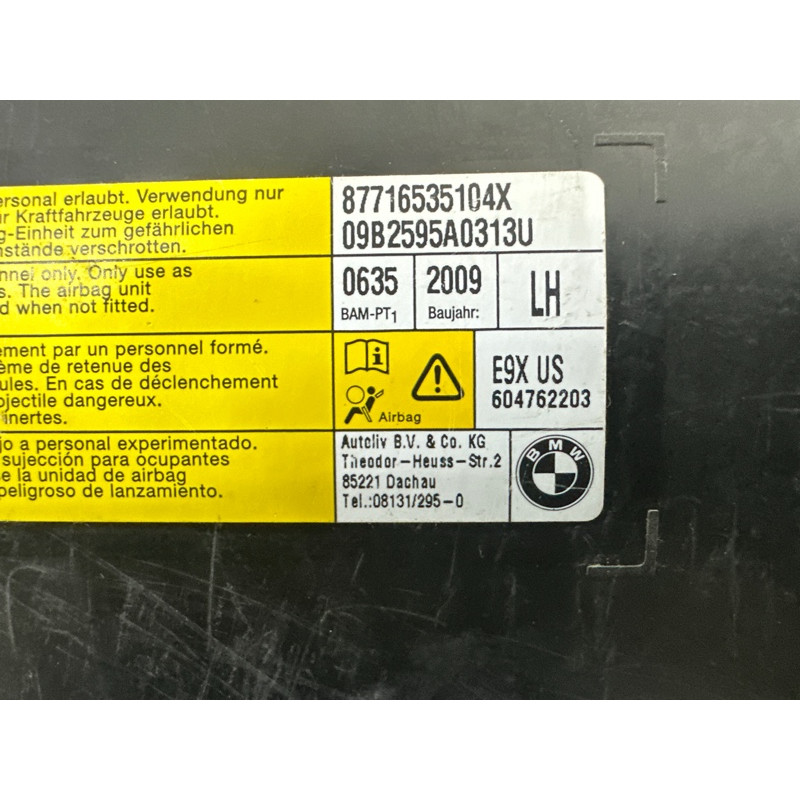 ersonal erlaubt. Verwendung nur
r Kraftfahrzeuge erlaubt.
g-Einheit zum gefährlichen
nstände verschrotten.
87716535104X
09B2595A0313U
nnel only. Only use as
s. The airbag unit
d when not fitted.
0635
BAM-PT1
2009
Baujahr:
LH
ement par un personnel formé.
ème de retenue des
ules. En cas de déclenchement
ojectile dangereux.
inertes.
i
Airbag
E9X US
604762203
jo a personal experimentado.
sujección para ocupantes
se la unidad de airbag
peligroso de lanzamiento.
Autoliv B.V. & Co. KG
Theodor-Heuss-Str.2
85221 Dachau
Tel.:08131/295-0
BMW